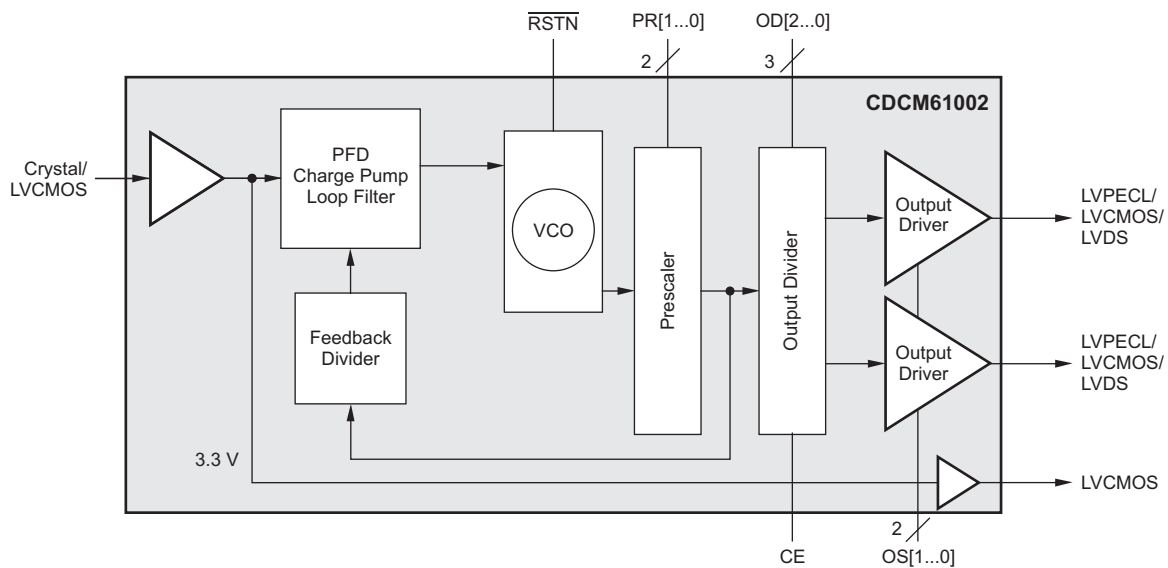 RSTN
PR[1...0]
OD[2...0]
2
3
CDCM61002
Crystal/
LVCMOS
PFD
Charge Pump
Loop Filter
VCO
Prescaler
Output Divider
Output
Driver
LVPECL/
LVCMOS/
LVDS
Feedback
Divider
Output
Driver
LVPECL/
LVCMOS/
LVDS
3.3 V
LVCMOS
2
CE
OS[1...0]